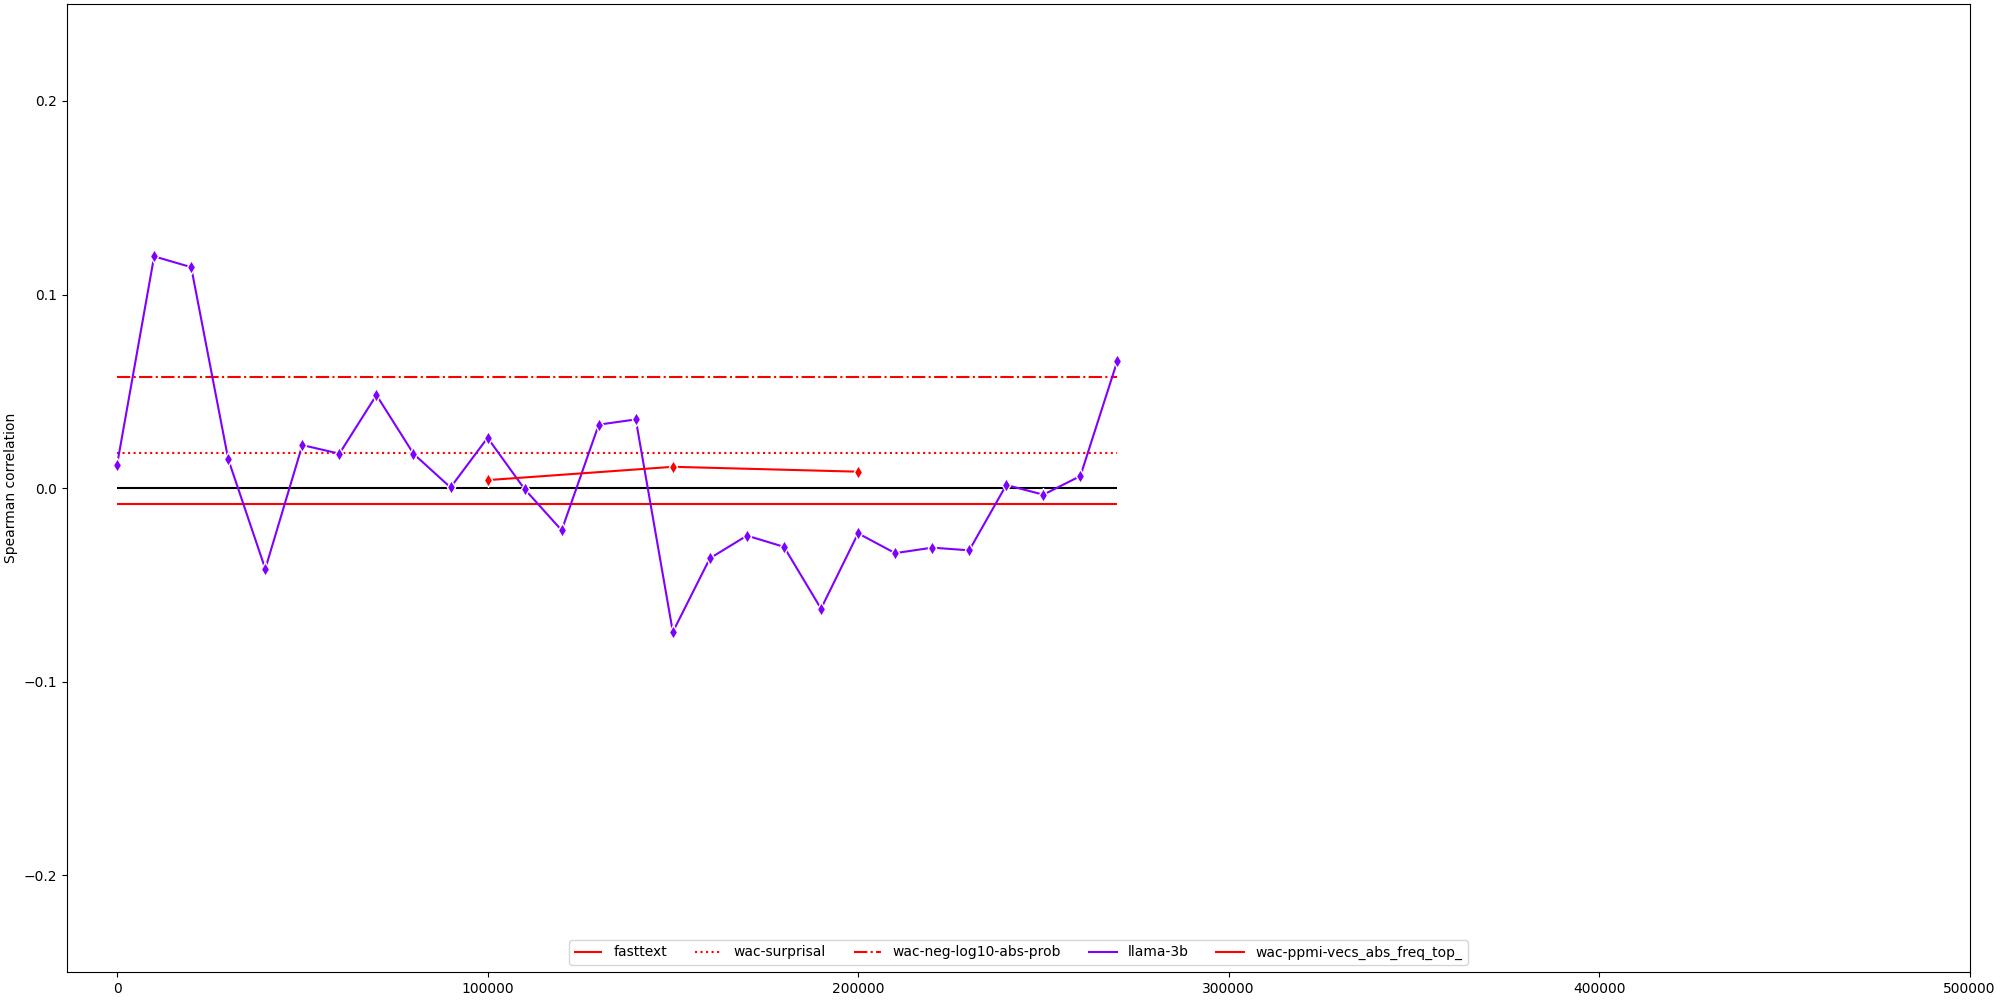 Spearman correlation
0.2
0.1
0.0
−0.1
−0.2
0 100000 200000 300000 400000 500000
fasttext wac-surprisal wac-neg-log10-abs-prob llama-3b wac-ppmi-vecs_abs_freq_top_